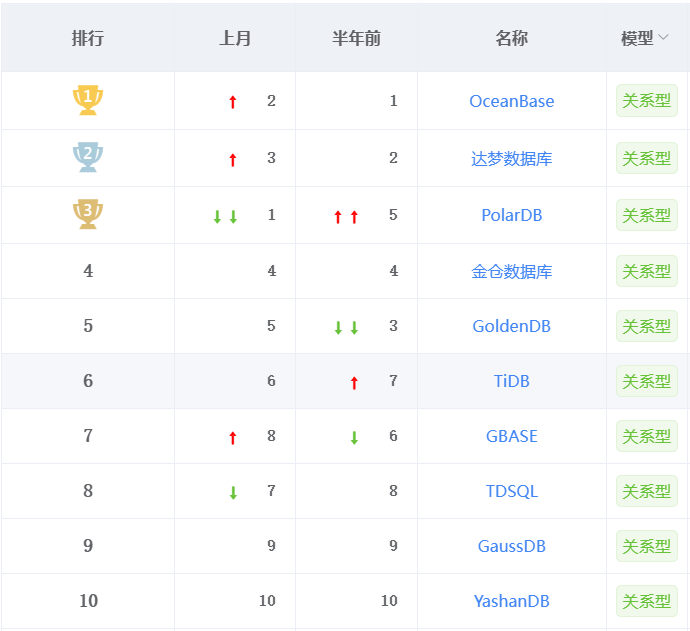 排行 上月 半年前 名称 模型
1 ↑ 2 1 OceanBase 关系型
2 ↑ 3 2 达梦数据库 关系型
3 ↓↓ 1 ↑↑ 5 PolarDB 关系型
4 4 4 金仓数据库 关系型
5 5 ↓↓ 3 GoldenDB 关系型
6 6 ↑ 7 TiDB 关系型
7 ↑ 8 ↓ 6 GBASE 关系型
8 ↓ 7 8 TDSQL 关系型
9 9 9 GaussDB 关系型
10 10 10 YashanDB 关系型